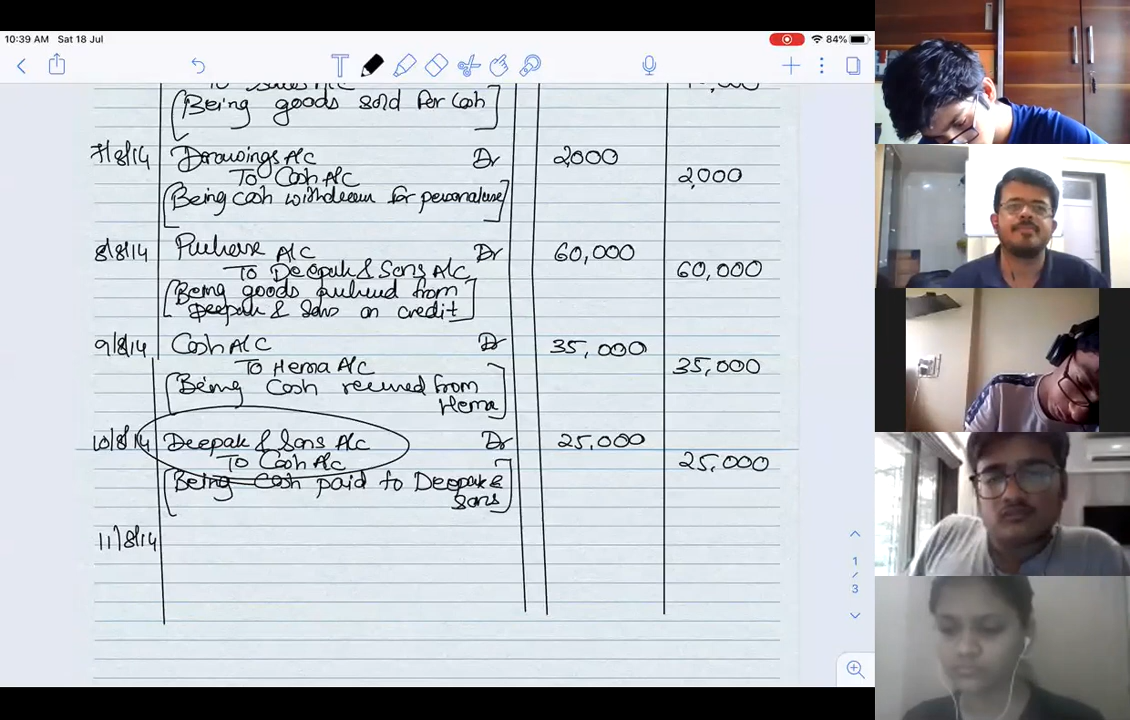 10:39 AM Sat 18 Jul
84%
To Sales A/c
[Being goods sold for Cash]
7/8/14 Drawings A/c Dr 2000
To Cash A/c 2,000
[Being cash withdrawn for personal use]
8/8/14 Purchase A/c Dr 60,000
To Deepak & Sons A/c 60,000
[Being goods purchased from
Deepak & Sons on credit]
9/8/14 Cash A/c Dr 35,000
To Hema A/c 35,000
[Being Cash received from
Hema]
10/8/14 Deepak & Sons A/c Dr 25,000
To Cash A/c 25,000
[Being cash paid to Deepak &
Sons]
11/8/14
1
/
3